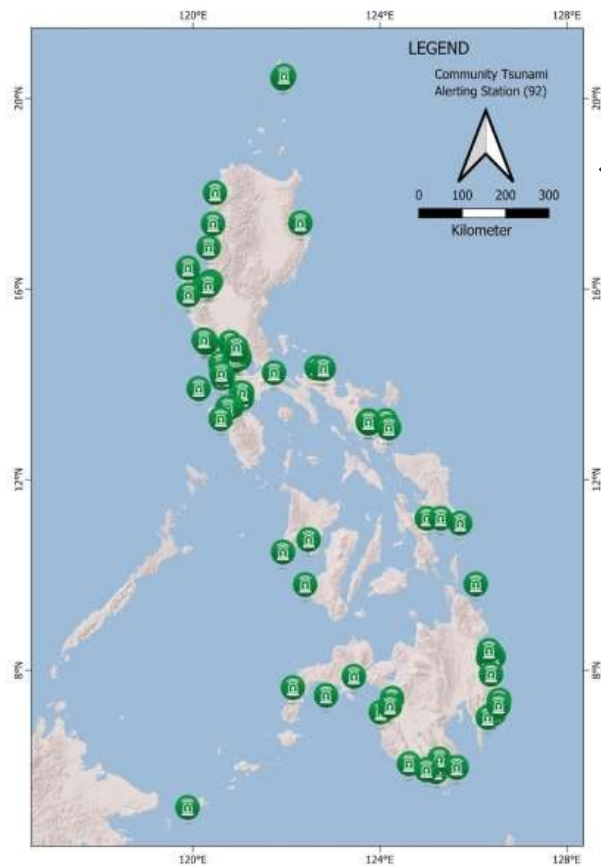 120°E 124°E 128°E
LEGEND
Community Tsunami
Alerting Station (92)
0 100 200 300
Kilometer
20°N 20°N
16°N 16°N
12°N 12°N
8°N 8°N
120°E 124°E 128°E